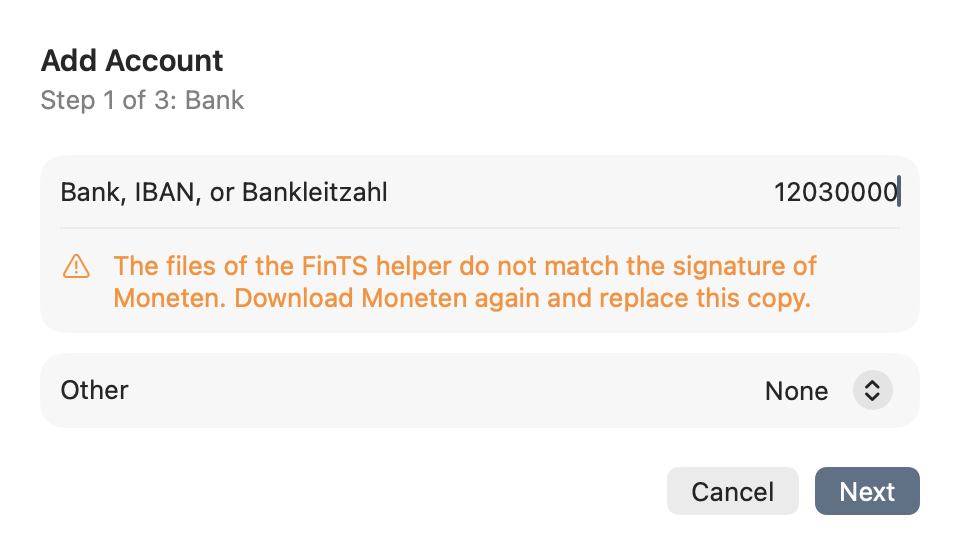 Add Account
Step 1 of 3: Bank
Bank, IBAN, or Bankleitzahl 12030000
The files of the FinTS helper do not match the signature of
Moneten. Download Moneten again and replace this copy.
Other None
Cancel Next